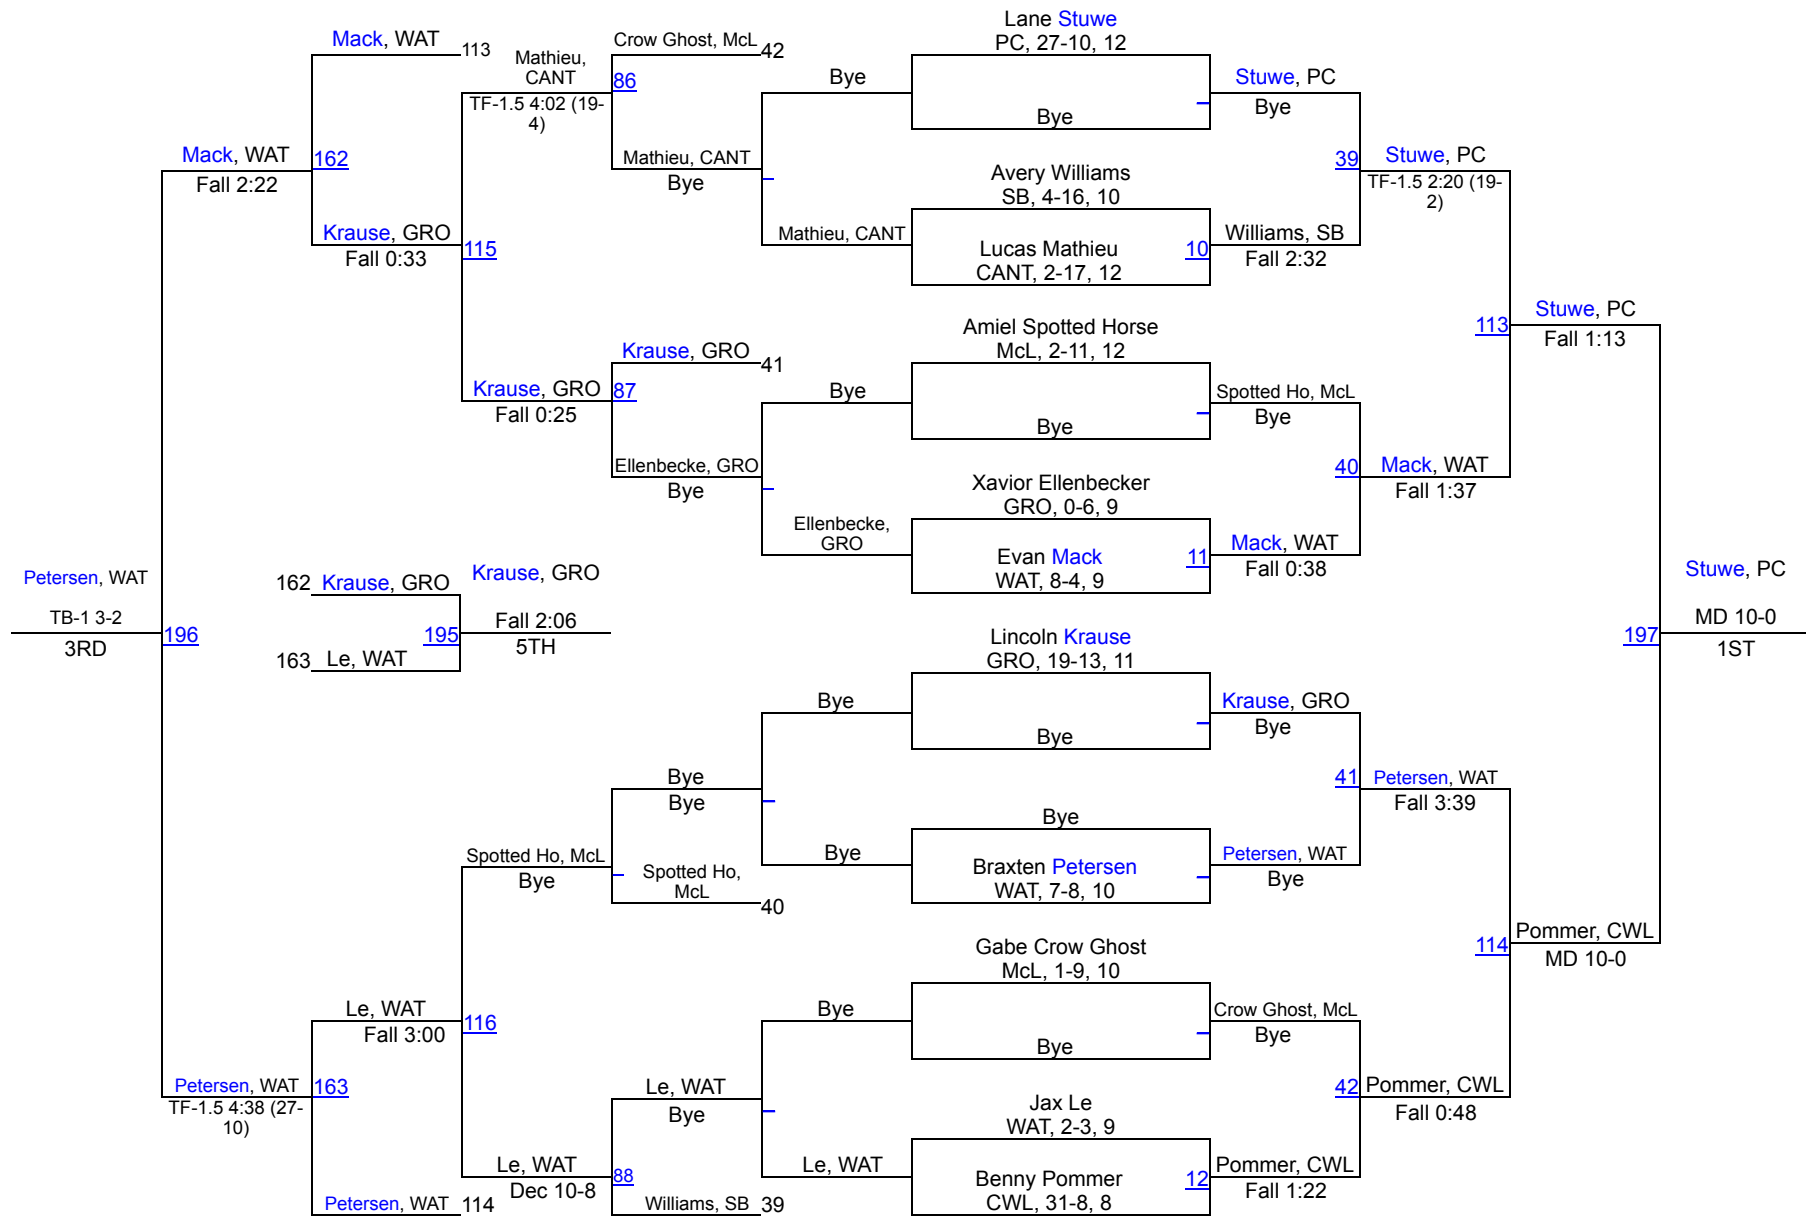 Lane Stuwe
PC, 27-10, 12
Mack, WAT
113
Crow Ghost, McL
42
Mathieu,
CANT
86
TF-1.5 4:02 (19-
4)
Bye
Stuwe, PC
Bye
Bye
Mack, WAT
162
Fall 2:22
Mathieu, CANT
Bye
Avery Williams
SB, 4-16, 10
39
Stuwe, PC
TF-1.5 2:20 (19-
2)
Krause, GRO
115
Fall 0:33
Mathieu, CANT
Lucas Mathieu
CANT, 2-17, 12
10
Williams, SB
Fall 2:32
Amiel Spotted Horse
McL, 2-11, 12
113
Stuwe, PC
Fall 1:13
Krause, GRO
41
Krause, GRO
87
Fall 0:25
Bye
Spotted Ho, McL
Bye
Bye
Ellenbecke, GRO
Bye
Xavior Ellenbecker
GRO, 0-6, 9
40
Mack, WAT
Fall 1:37
Ellenbecke,
GRO
Evan Mack
WAT, 8-4, 9
11
Mack, WAT
Fall 0:38
Petersen, WAT
TB-1 3-2
3RD
196
162
Krause, GRO
Krause, GRO
Fall 2:06
5TH
195
163
Le, WAT
Stuwe, PC
MD 10-0
1ST
197
Lincoln Krause
GRO, 19-13, 11
Bye
Krause, GRO
Bye
Bye
Bye
Bye
41
Petersen, WAT
Fall 3:39
Bye
Spotted Ho, McL
Bye
Spotted Ho,
McL
40
Bye
Braxten Petersen
WAT, 7-8, 10
Petersen, WAT
Bye
Gabe Crow Ghost
McL, 1-9, 10
114
Pommer, CWL
MD 10-0
Le, WAT
116
Fall 3:00
Bye
Crow Ghost, McL
Bye
Bye
Petersen, WAT
163
TF-1.5 4:38 (27-
10)
Le, WAT
Bye
Jax Le
WAT, 2-3, 9
42
Pommer, CWL
Fall 0:48
Le, WAT
88
Dec 10-8
Le, WAT
Benny Pommer
CWL, 31-8, 8
12
Pommer, CWL
Fall 1:22
Petersen, WAT
114
Williams, SB
39